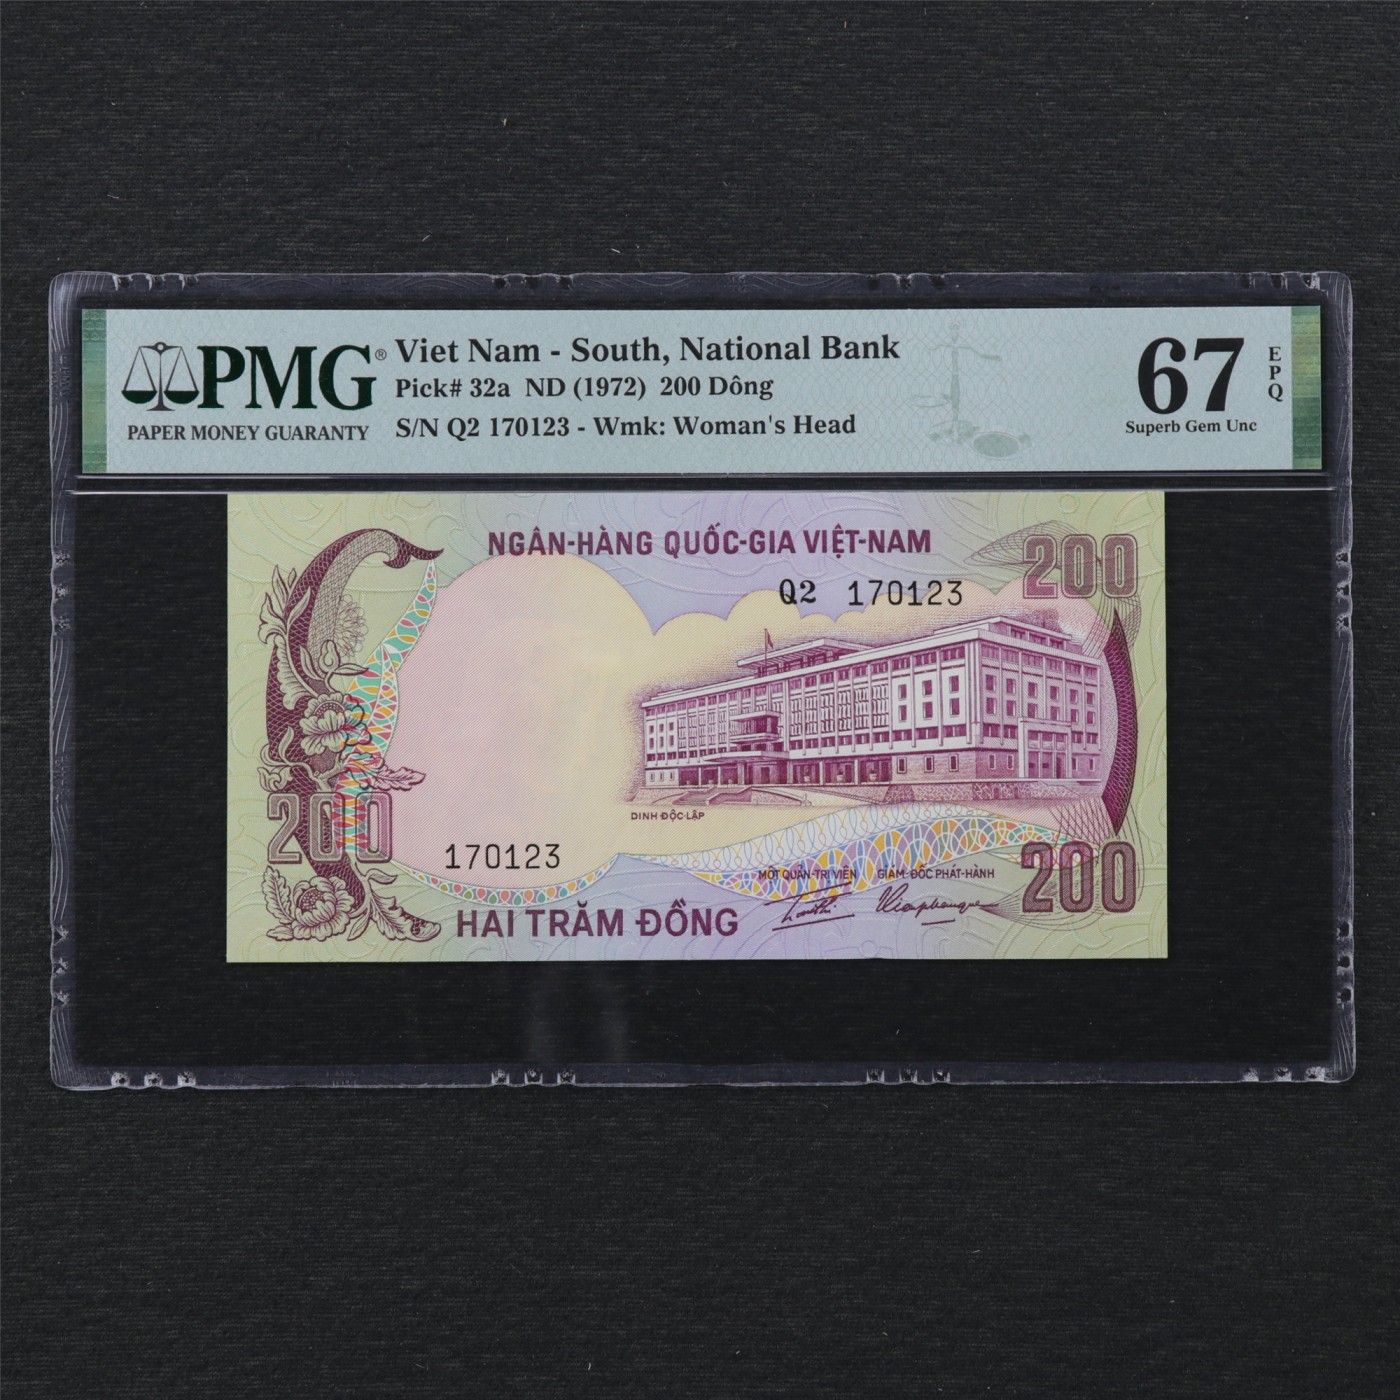 PMG®
PAPER MONEY GUARANTY
Viet Nam - South, National Bank
Pick# 32a ND (1972) 200 Dông
S/N Q2 170123 - Wmk: Woman's Head
67
EPQ
Superb Gem Unc
NGÂN-HÀNG QUỐC-GIA VIỆT-NAM
200
Q2 170123
DINH ĐỘC-LẬP
200
170123
MỘT QUẢN-TRỊ VIÊN
GIÁM-ĐỐC PHÁT-HÀNH
200
HAI TRĂM ĐỒNG